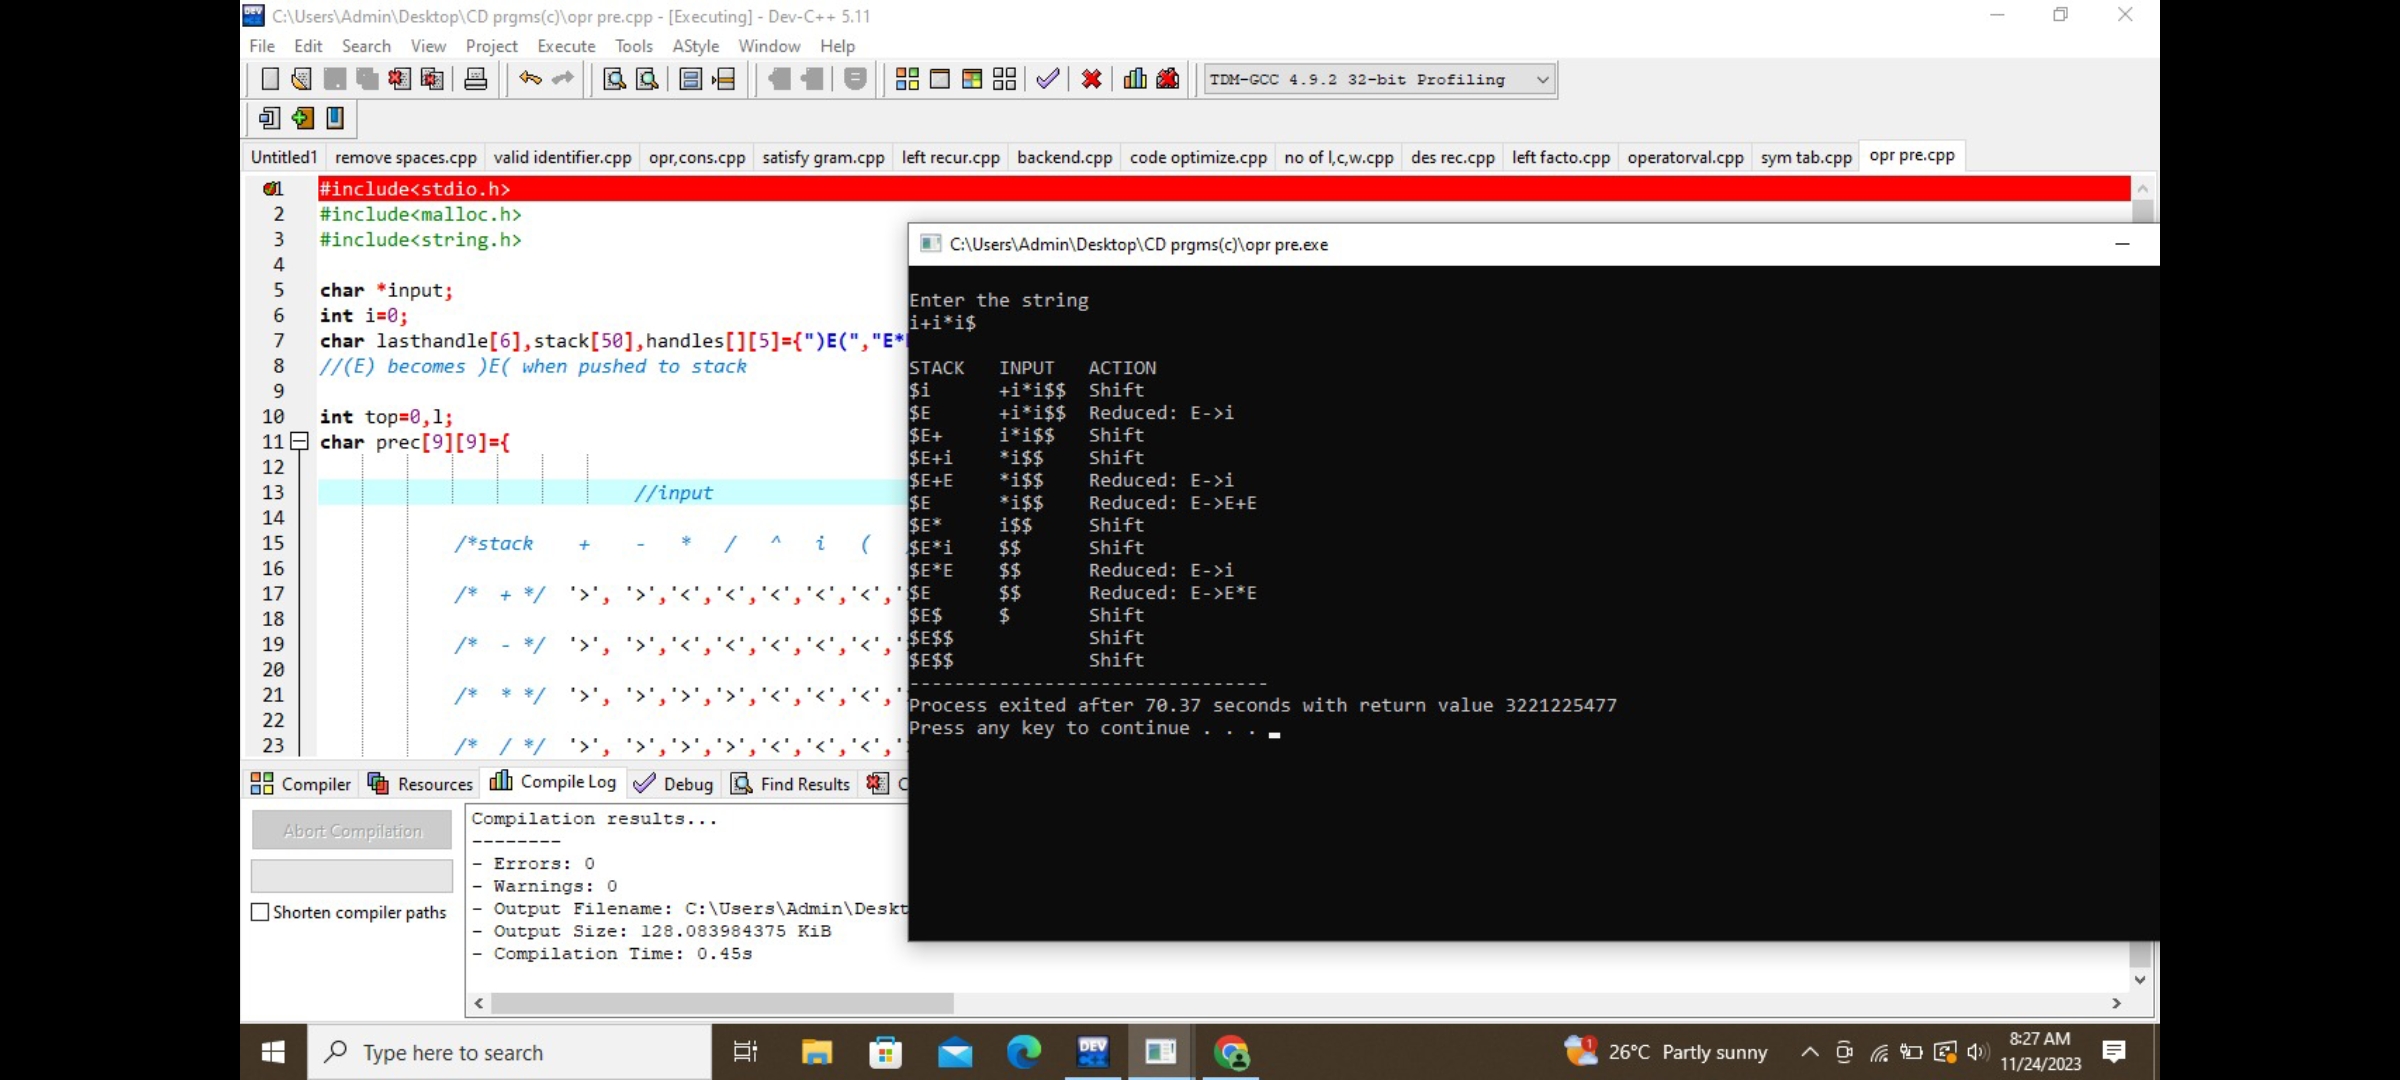 C:\Users\Admin\Desktop\CD prgms(c)\opr pre.cpp - [Executing] - Dev-C++ 5.11
File Edit Search View Project Execute Tools AStyle Window Help
TDM-GCC 4.9.2 32-bit Profiling
Untitled1 remove spaces.cpp valid identifier.cpp opr,cons.cpp satisfy gram.cpp left recur.cpp backend.cpp code optimize.cpp no of l,c,w.cpp des rec.cpp left facto.cpp operatorval.cpp sym tab.cpp opr pre.cpp
1 #include<stdio.h>
2 #include<malloc.h>
3 #include<string.h>
4
5 char *input;
6 int i=0;
7 char lasthandle[6],stack[50],handles[][5]={")E(","E*
8 //(E) becomes )E( when pushed to stack
9
10 int top=0,l;
11 char prec[9][9]={
12
13 //input
14
15 /*stack + - * / ^ i (
16
17 /* + */ '>', '>','<','<','<','<','<','
18
19 /* - */ '>', '>','<','<','<','<','<','
20
21 /* * */ '>', '>','>','>','<','<','<',
22
23 /* / */ '>', '>','>','>','<','<','<',
C:\Users\Admin\Desktop\CD prgms(c)\opr pre.exe
Enter the string
i+i*i$
STACK INPUT ACTION
$i +i*i$$ Shift
$E +i*i$$ Reduced: E->i
$E+ i*i$$ Shift
$E+i *i$$ Shift
$E+E *i$$ Reduced: E->i
$E *i$$ Reduced: E->E+E
$E* i$$ Shift
$E*i $$ Shift
$E*E $$ Reduced: E->i
$E $$ Reduced: E->E*E
$E$ $ Shift
$E$$ Shift
$E$$ Shift
--------------------------------
Process exited after 70.37 seconds with return value 3221225477
Press any key to continue . . .
Compiler Resources Compile Log Debug Find Results C
Abort Compilation
Shorten compiler paths
Compilation results...
--------
- Errors: 0
- Warnings: 0
- Output Filename: C:\Users\Admin\Deskt
- Output Size: 128.083984375 KiB
- Compilation Time: 0.45s
Type here to search
DEV
1
26°C Partly sunny
8:27 AM
11/24/2023